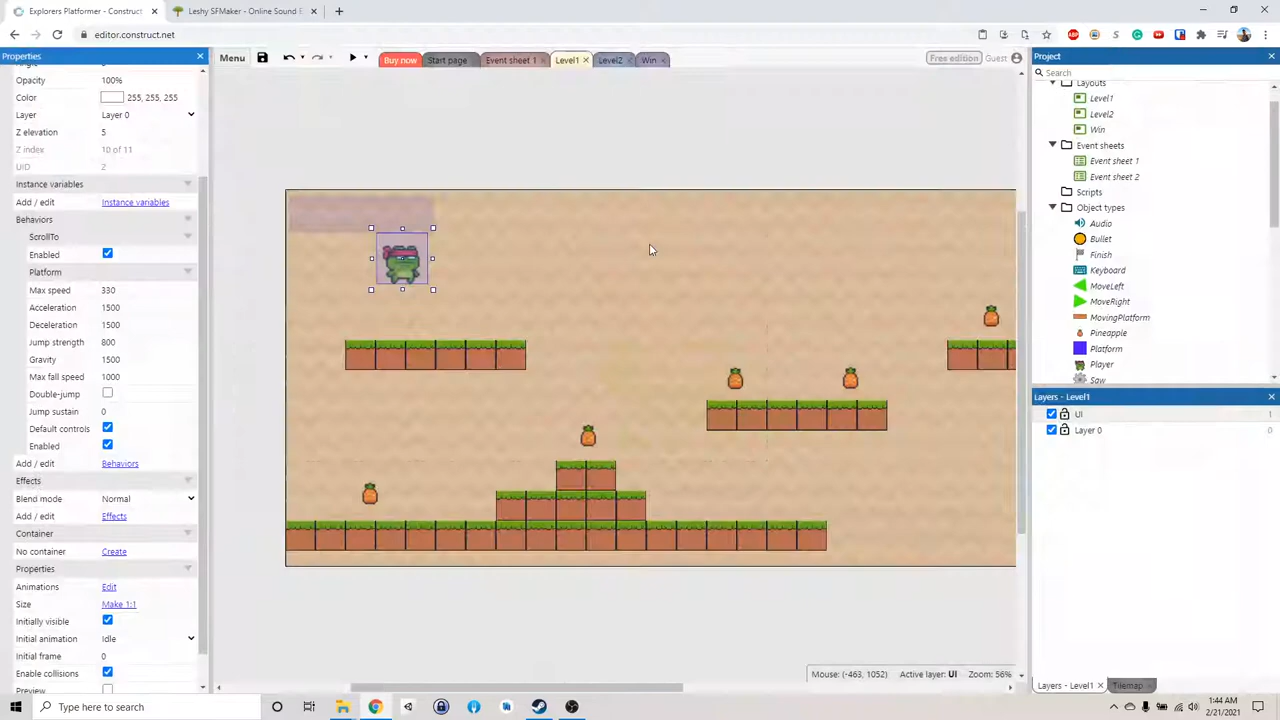 Explorers Platformer - Construct
Leshy SFMaker - Online Sound E
editor.construct.net
Properties
Menu
Buy now
Start page
Event sheet 1
Level1
Level2
Win
Free edition
Guest
Opacity 100%
Color 255, 255, 255
Layer Layer 0
Z elevation 5
Z index 10 of 11
UID 2
Instance variables
Add / edit Instance variables
Behaviors
ScrollTo
Enabled
Platform
Max speed 330
Acceleration 1500
Deceleration 1500
Jump strength 800
Gravity 1500
Max fall speed 1000
Double-jump
Jump sustain 0
Default controls
Enabled
Add / edit Behaviors
Effects
Blend mode Normal
Add / edit Effects
Container
No container Create
Properties
Animations Edit
Size Make 1:1
Initially visible
Initial animation Idle
Initial frame 0
Enable collisions
Preview
Mouse: (-463, 1052) Active layer: UI Zoom: 56%
Project
Search
Layouts
Level1
Level2
Win
Event sheets
Event sheet 1
Event sheet 2
Scripts
Object types
Audio
Bullet
Finish
Keyboard
MoveLeft
MoveRight
MovingPlatform
Pineapple
Platform
Player
Saw
Layers - Level1
UI 1
Layer 0 0
Layers - Level1
Tilemap
Type here to search
1:44 AM
2/21/2021